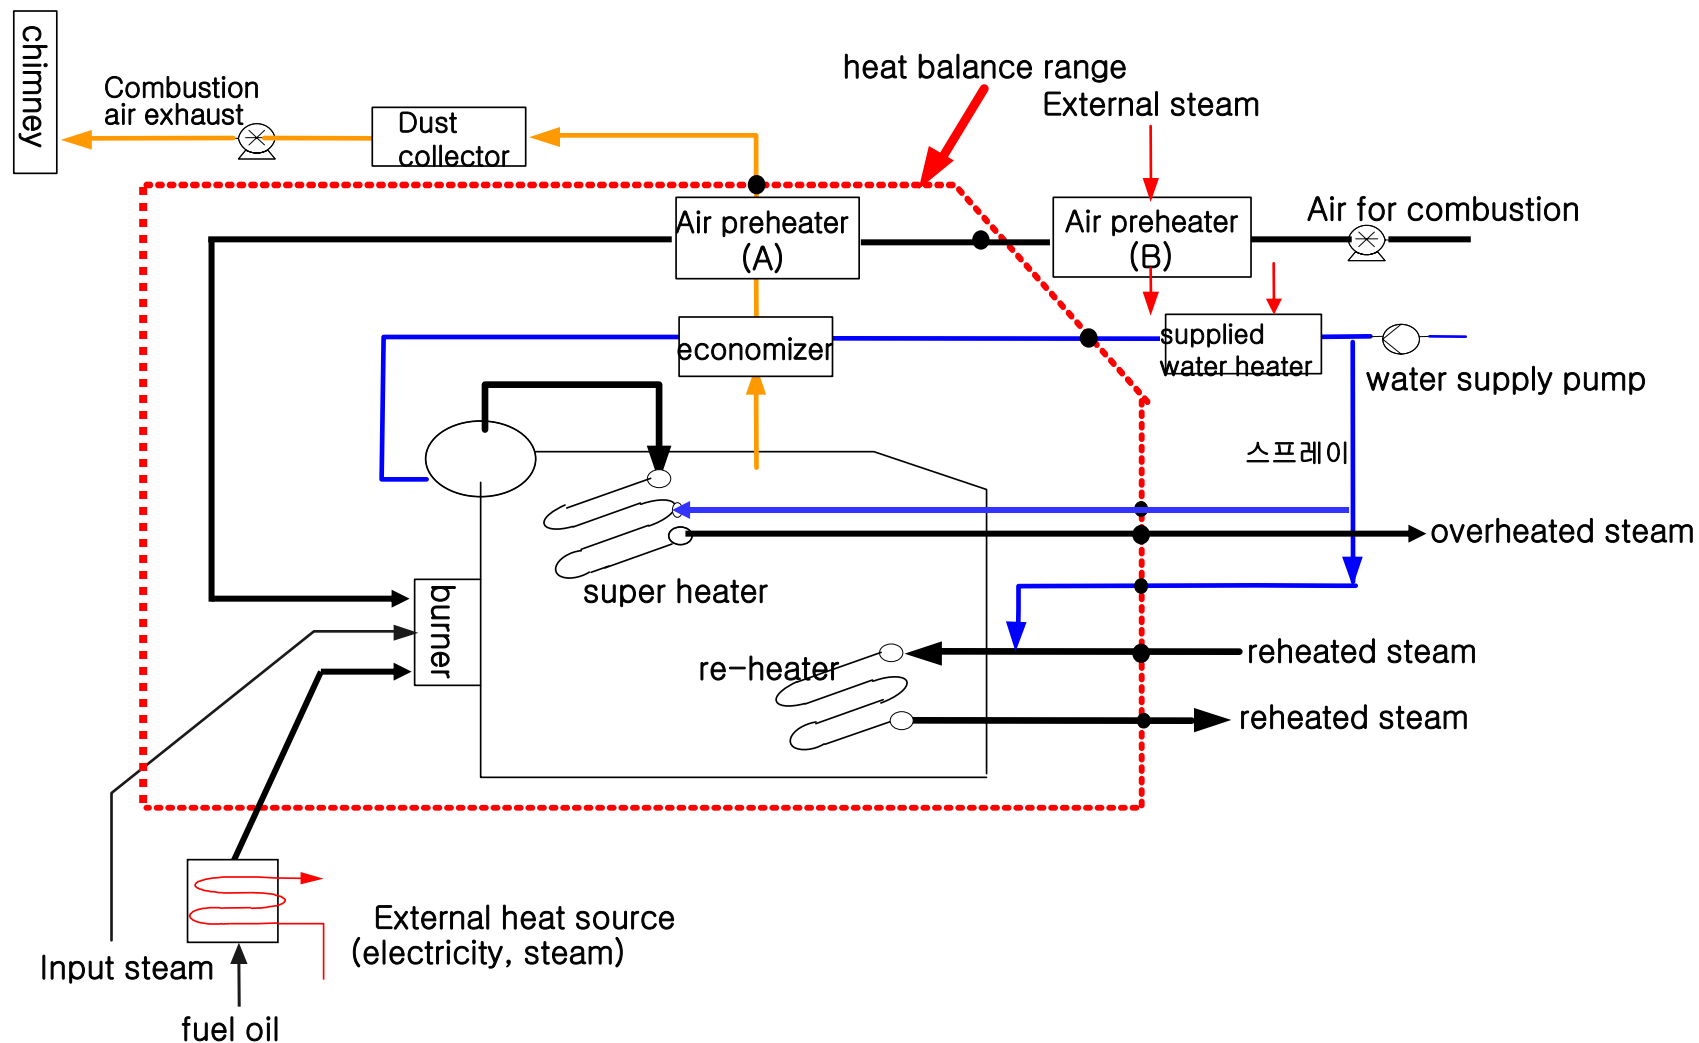 chimney
Combustion
air exhaust
Dust
collector
heat balance range
External steam
Air preheater
(A)
Air preheater
(B)
Air for combustion
economizer
supplied
water heater
water supply pump
스프레이
overheated steam
super heater
burner
re-heater
reheated steam
reheated steam
External heat source
(electricity, steam)
Input steam
fuel oil